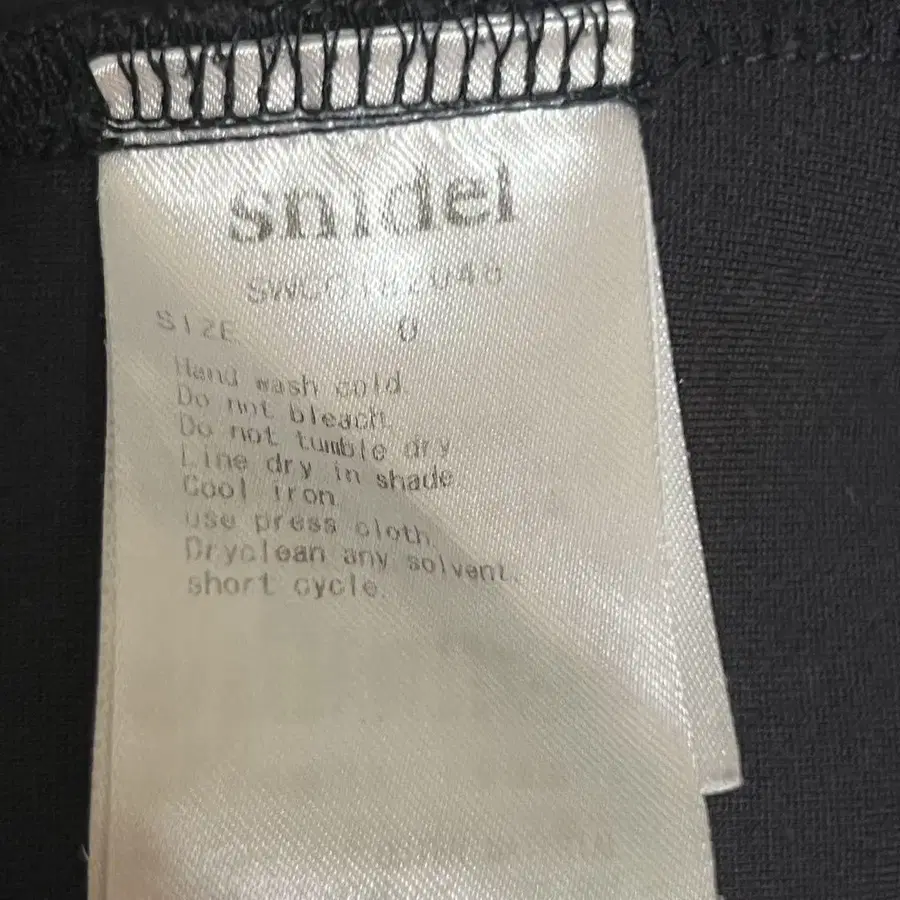 snidel
SIZE 0
Hand wash cold
Do not bleach.
Do not tumble dry
Line dry in shade
Cool iron
use press cloth.
Dryclean any solvent.
short cycle.